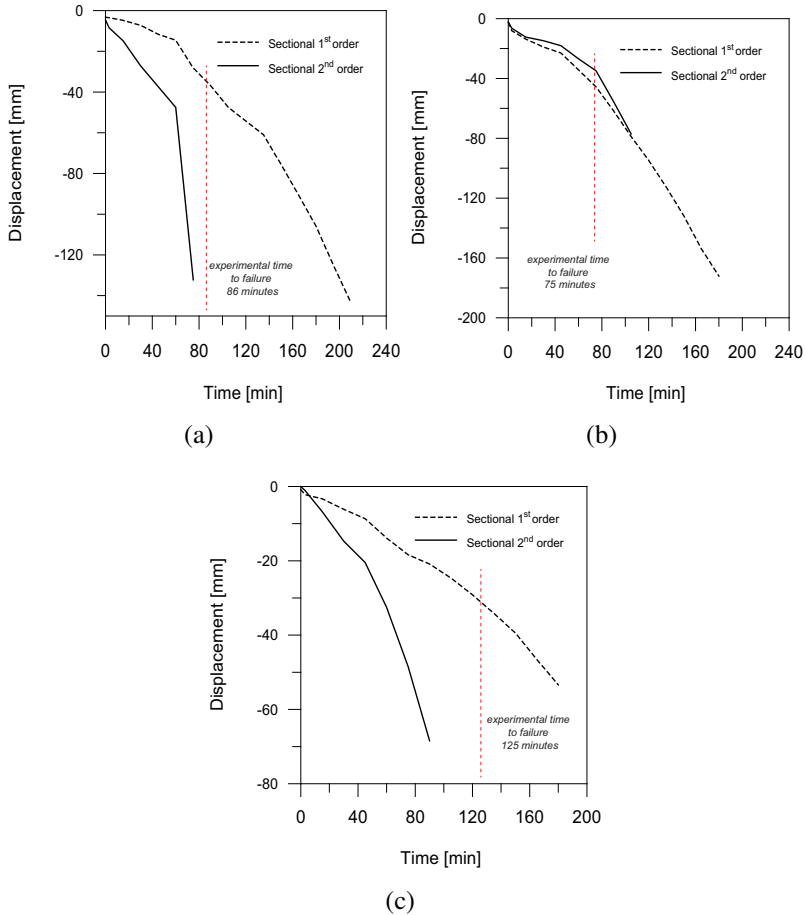 0
-40
-80
-120
Displacement [mm]
Sectional 1st order
Sectional 2nd order
experimental time
to failure
86 minutes
0 40 80 120 160 200 240
Time [min]
(a)
0
-40
-80
-120
-160
-200
Displacement [mm]
Sectional 1st order
Sectional 2nd order
experimental time
to failure
75 minutes
0 40 80 120 160 200 240
Time [min]
(b)
0
-20
-40
-60
-80
Displacement [mm]
Sectional 1st order
Sectional 2nd order
experimental time
to failure
125 minutes
0 40 80 120 160 200
Time [min]
(c)